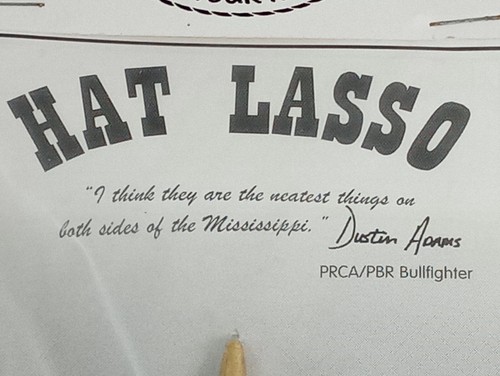 HAT LASSO
"I think they are the neatest things on
both sides of the Mississippi." Dustin Adams
PRCA/PBR Bullfighter